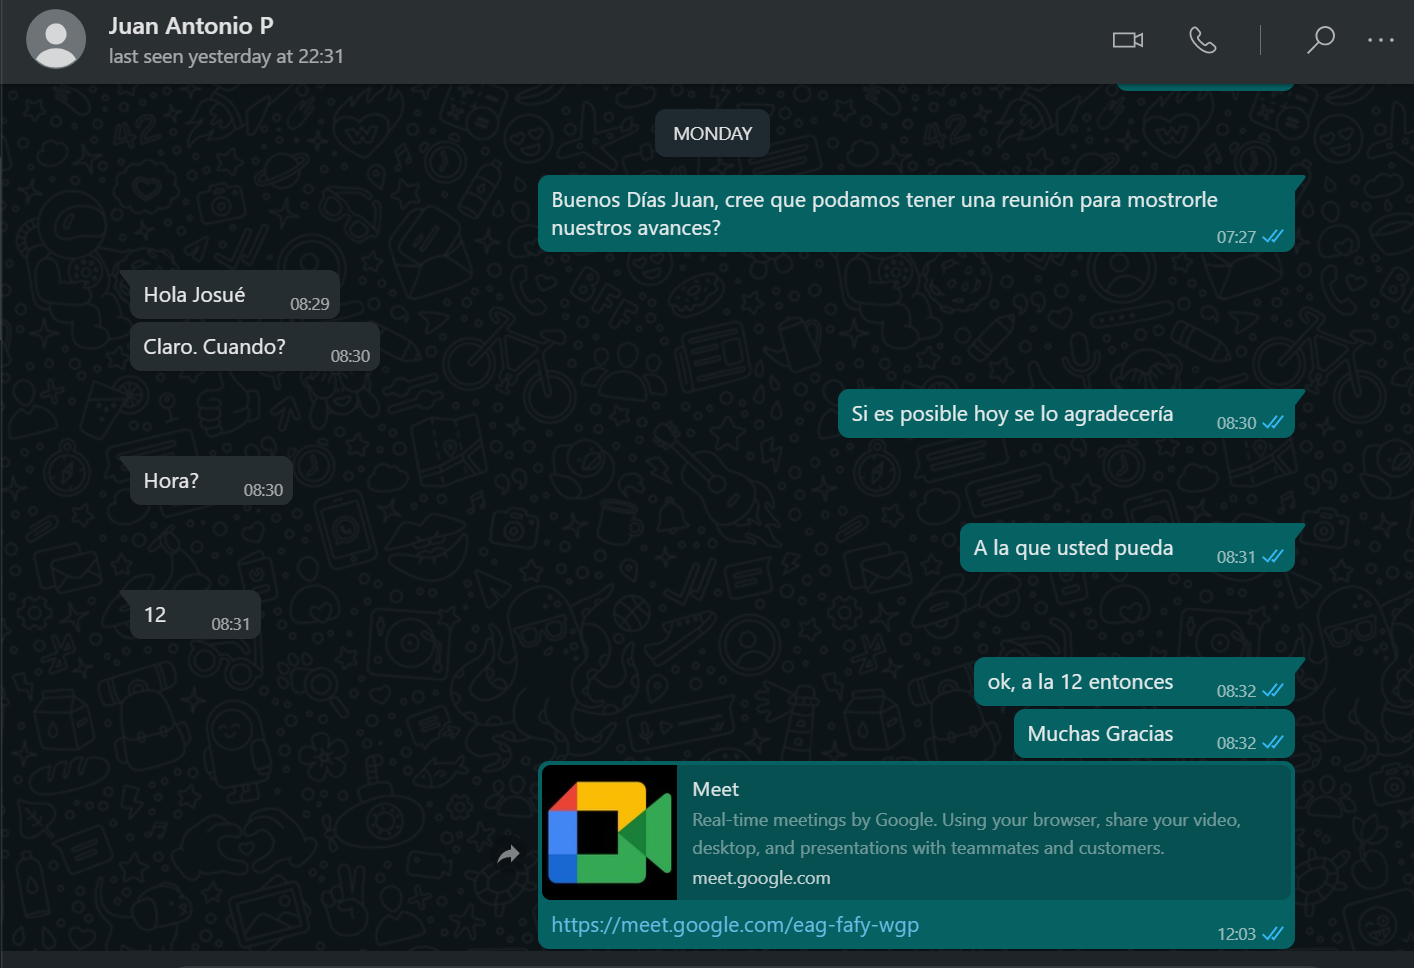 Juan Antonio P
last seen yesterday at 22:31
MONDAY
Buenos Días Juan, cree que podamos tener una reunión para mostrorle
nuestros avances?
07:27
Hola Josué
08:29
Claro. Cuando?
08:30
Si es posible hoy se lo agradecería
08:30
Hora?
08:30
A la que usted pueda
08:31
12
08:31
ok, a la 12 entonces
08:32
Muchas Gracias
08:32
Meet
Real-time meetings by Google. Using your browser, share your video,
desktop, and presentations with teammates and customers.
meet.google.com
https://meet.google.com/eag-fafy-wgp
12:03